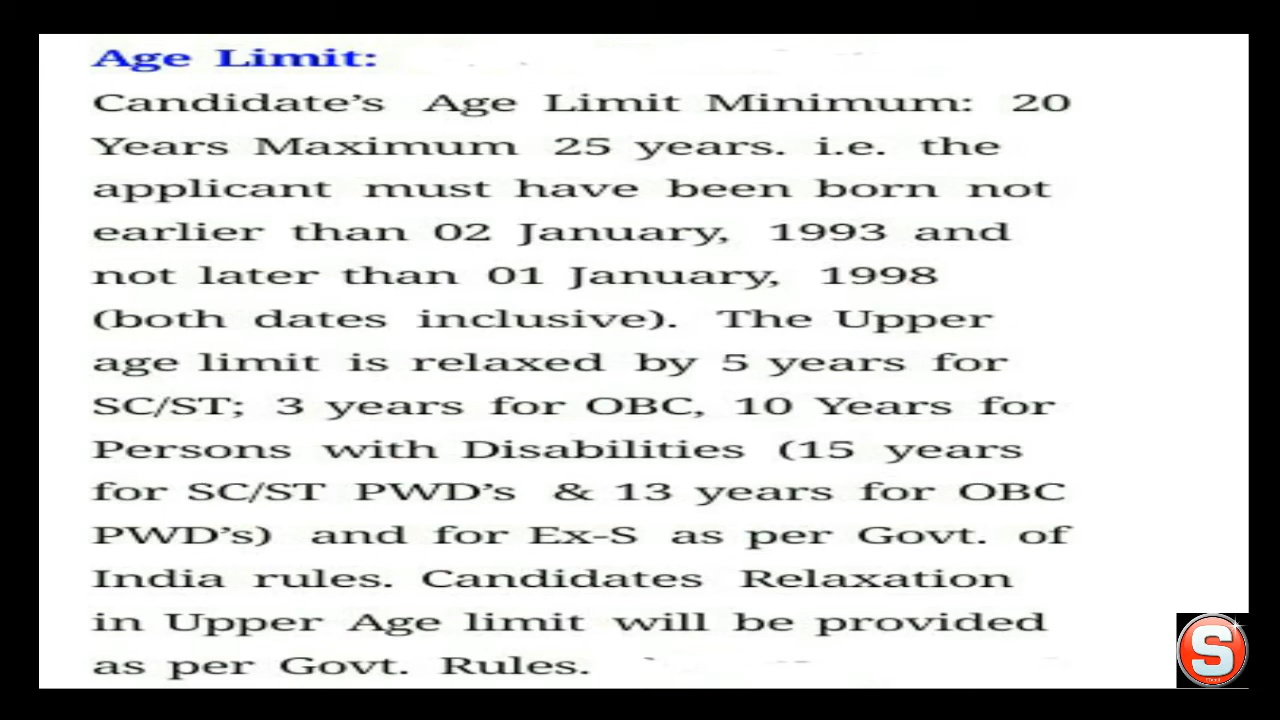 Age Limit:
Candidate's Age Limit Minimum: 20
Years Maximum 25 years. i.e. the
applicant must have been born not
earlier than 02 January, 1993 and
not later than 01 January, 1998
(both dates inclusive). The Upper
age limit is relaxed by 5 years for
SC/ST; 3 years for OBC, 10 Years for
Persons with Disabilities (15 years
for SC/ST PWD's & 13 years for OBC
PWD's) and for Ex-S as per Govt. of
India rules. Candidates Relaxation
in Upper Age limit will be provided
as per Govt. Rules.
S